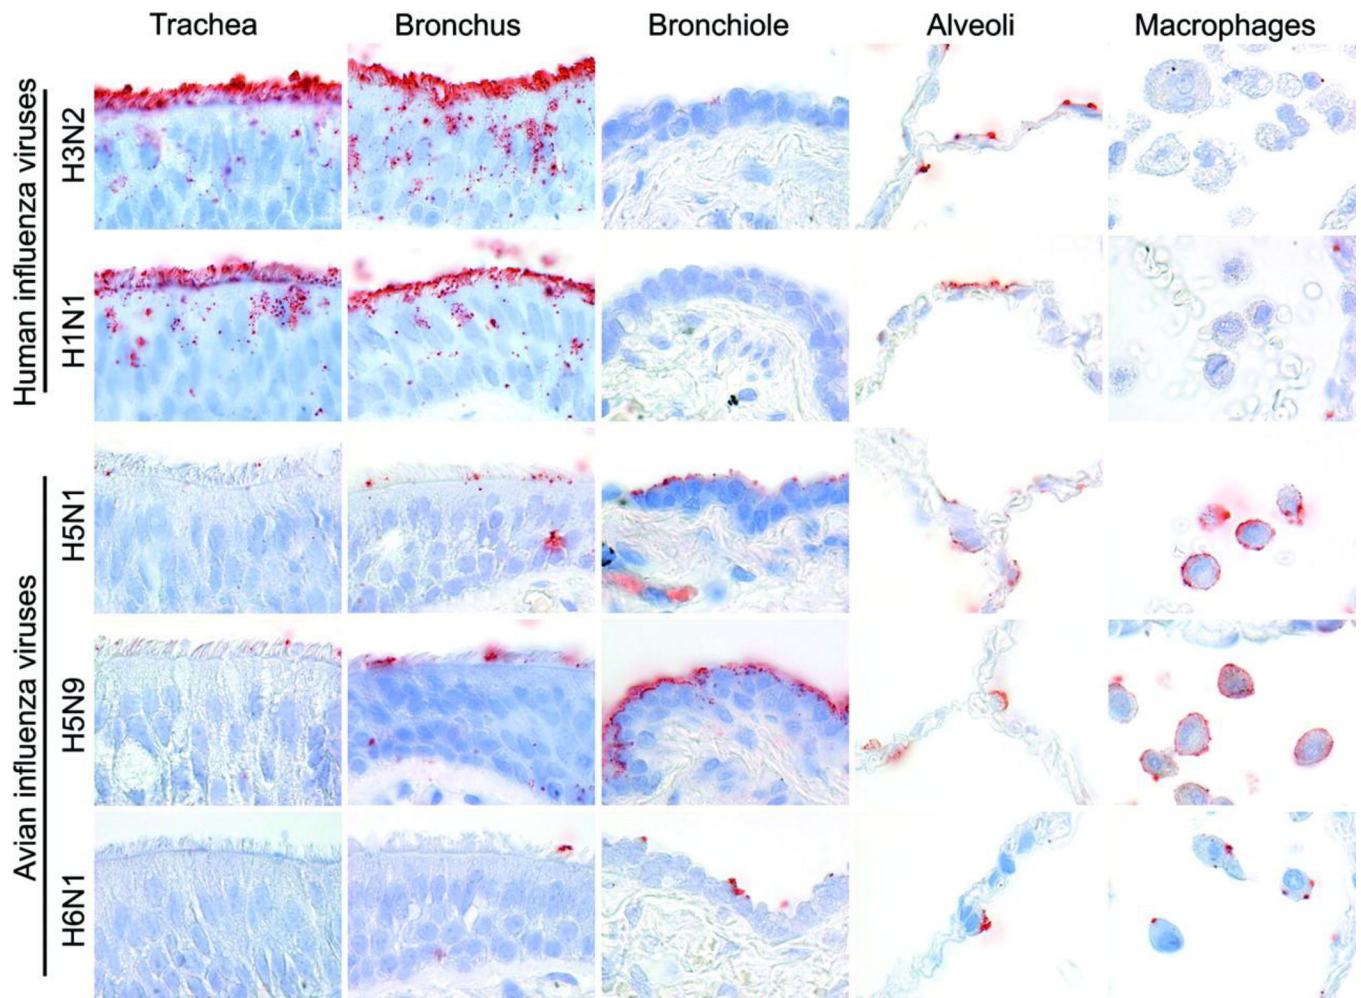 Trachea Bronchus Bronchiole Alveoli Macrophages
Human influenza viruses
H3N2
H1N1
Avian influenza viruses
H5N1
H5N9
H6N1